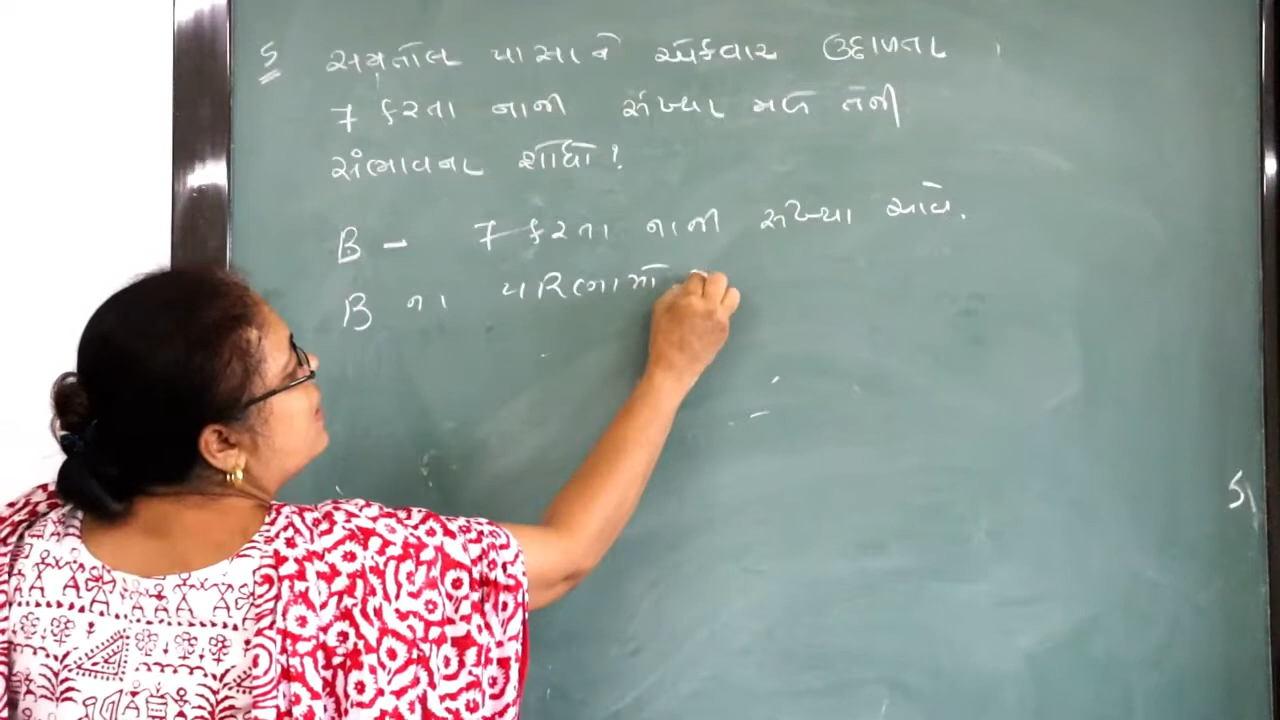 5 સમતોલ પાસાને એકવાર ઉછાળતા
7 કરતા નાની સંખ્યા મળે તેની
સંભાવના શોધો ?
B - 7 કરતા નાની સંખ્યા આવે.
B ના પરિણામો